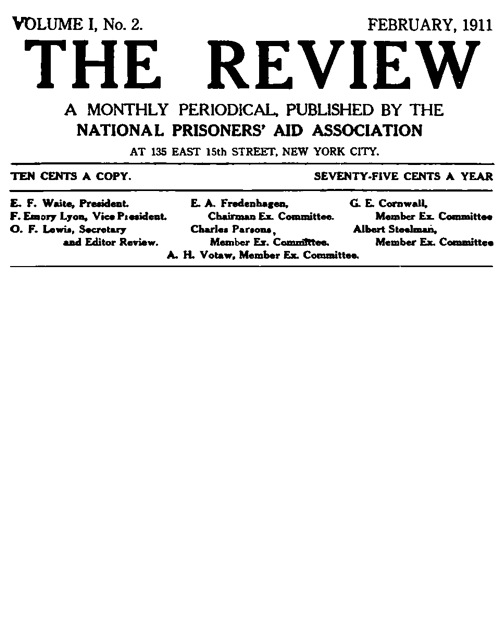 VOLUME I, No. 2. FEBRUARY, 1911
THE REVIEW
A MONTHLY PERIODICAL, PUBLISHED BY THE
NATIONAL PRISONERS' AID ASSOCIATION
AT 135 EAST 15th STREET, NEW YORK CITY.
TEN CENTS A COPY. SEVENTY-FIVE CENTS A YEAR
E. F. Waite, President. E. A. Fredenhagen, G. E. Cornwall,
F. Emory Lyon, Vice President. Chairman Ex. Committee. Member Ex. Committee
O. F. Lewis, Secretary Charles Parsons, Albert Steelman,
and Editor Review. Member Ex. Committee. Member Ex. Committee
A. H. Votaw, Member Ex. Committee.